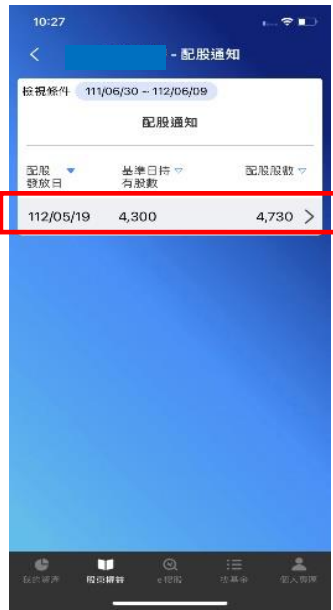 10:27
- 配股通知
檢視條件 111/06/30 – 112/06/09
配股通知
配股 基準日持 配股股數
發放日 有股數
112/05/19 4,300 4,730